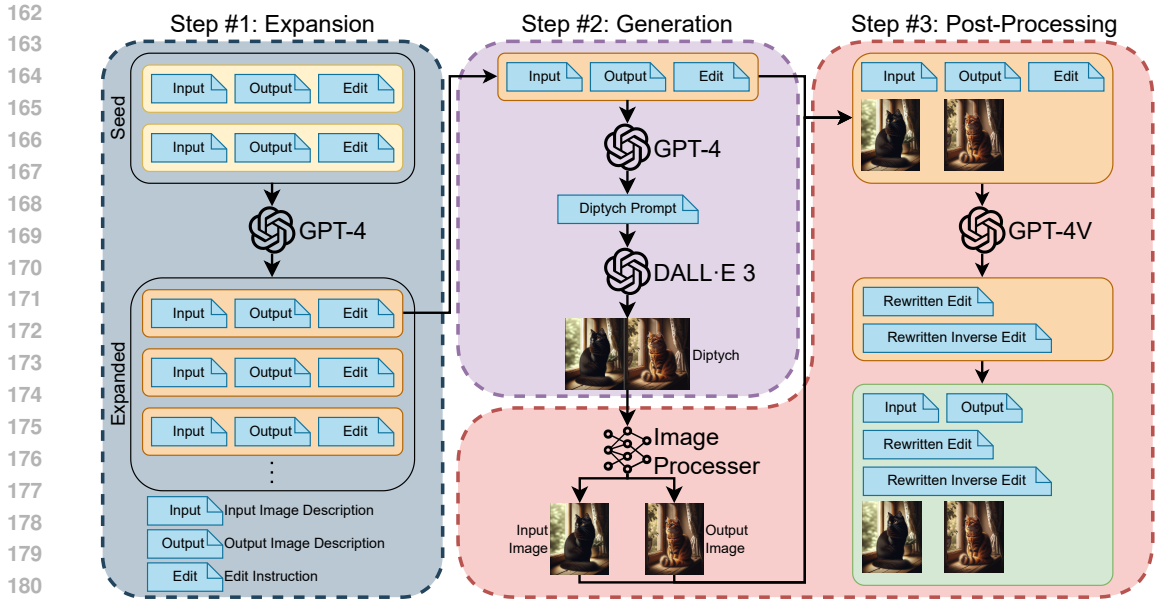 162
163
164
165
166
167
168
169
170
171
172
173
174
175
176
177
178
179
180
Step #1: Expansion
Seed
Input Output Edit
Input Output Edit
GPT-4
Expanded
Input Output Edit
Input Output Edit
Input Output Edit
⋮
Input Input Image Description
Output Output Image Description
Edit Edit Instruction
Step #2: Generation
Input Output Edit
GPT-4
Diptych Prompt
DALL·E 3
Diptych
Image
Processer
Input
Image
Output
Image
Step #3: Post-Processing
Input Output Edit
GPT-4V
Rewritten Edit
Rewritten Inverse Edit
Input Output
Rewritten Edit
Rewritten Inverse Edit